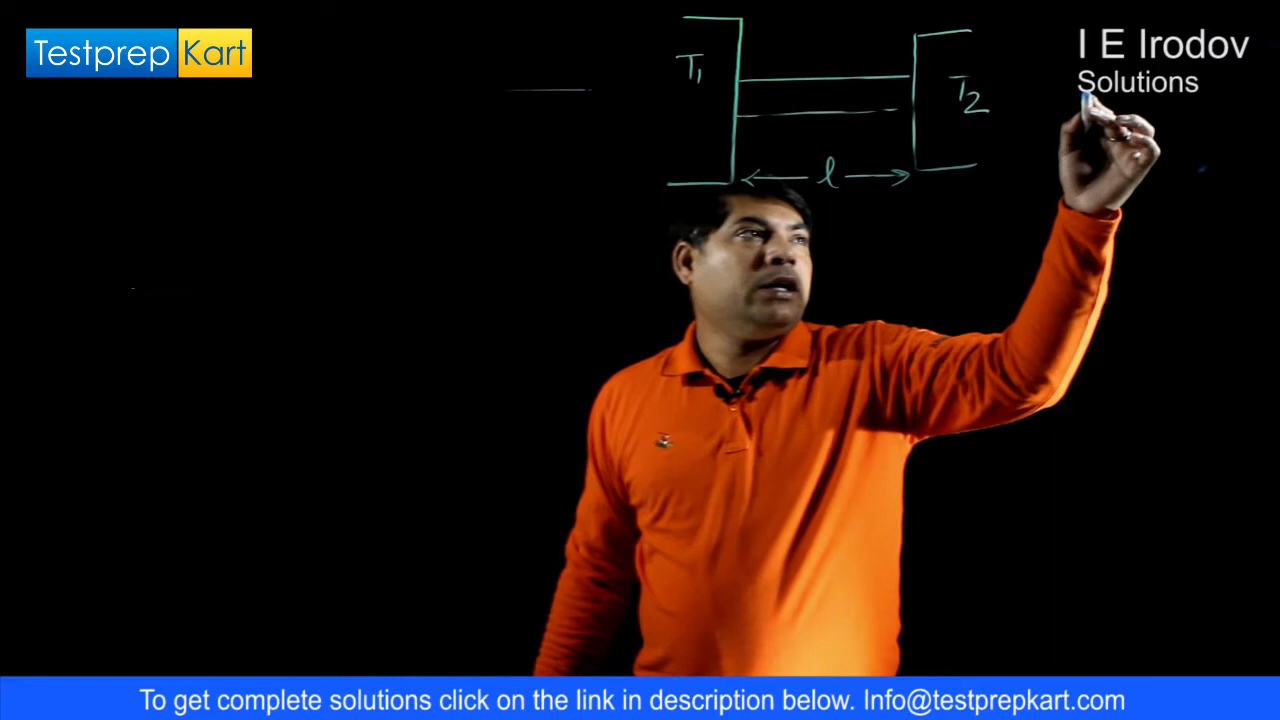 Testprep Kart
I E Irodov
Solutions
T₁
T₂
l
To get complete solutions click on the link in description below. Info@testprepkart.com